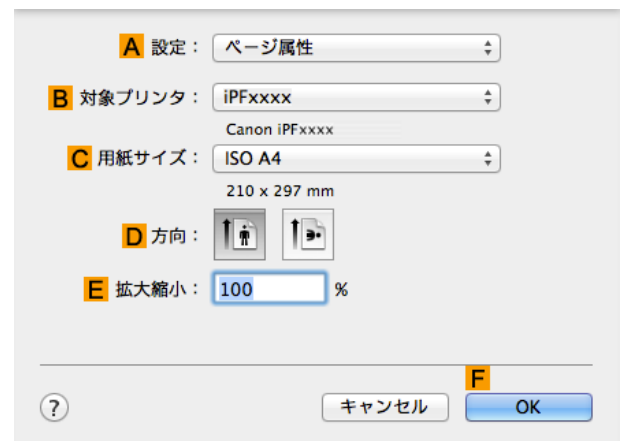 A 設定： ページ属性
B 対象プリンタ： iPFxxxx
Canon iPFxxxx
C 用紙サイズ： ISO A4
210 x 297 mm
D 方向：
E 拡大縮小： 100 %
F
? キャンセル OK